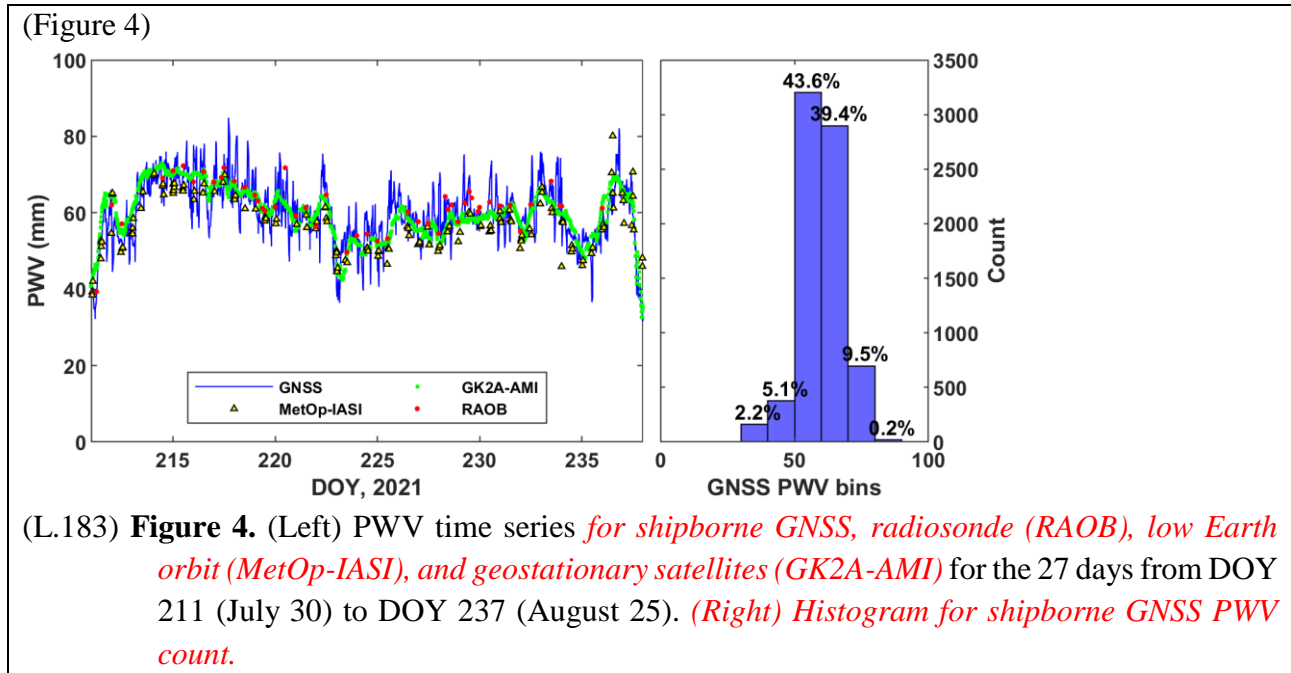 (Figure 4)
100
80
60
40
20
0
PWV (mm)
215
220
225
230
235
DOY, 2021
GNSS
GK2A-AMI
MetOp-IASI
RAOB
43.6%
39.4%
9.5%
5.1%
2.2%
0.2%
3500
3000
2500
2000
1500
1000
500
0
Count
0
50
100
GNSS PWV bins
(L.183) Figure 4. (Left) PWV time series for shipborne GNSS, radiosonde (RAOB), low Earth
orbit (MetOp-IASI), and geostationary satellites (GK2A-AMI) for the 27 days from DOY
211 (July 30) to DOY 237 (August 25). (Right) Histogram for shipborne GNSS PWV
count.